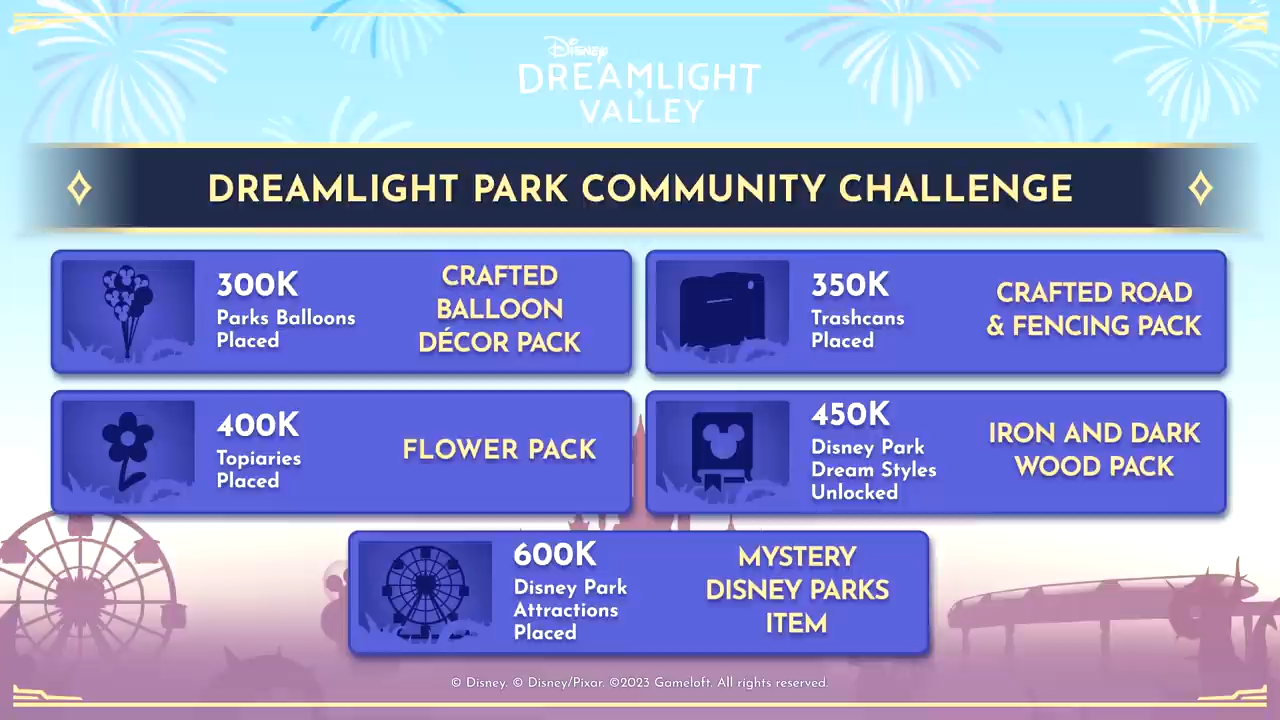 Disney
DREAMLIGHT
VALLEY
DREAMLIGHT PARK COMMUNITY CHALLENGE
300K
Parks Balloons
Placed
CRAFTED
BALLOON
DÉCOR PACK
350K
Trashcans
Placed
CRAFTED ROAD
& FENCING PACK
400K
Topiaries
Placed
FLOWER PACK
450K
Disney Park
Dream Styles
Unlocked
IRON AND DARK
WOOD PACK
600K
Disney Park
Attractions
Placed
MYSTERY
DISNEY PARKS
ITEM
© Disney. © Disney/Pixar. ©2023 Gameloft. All rights reserved.